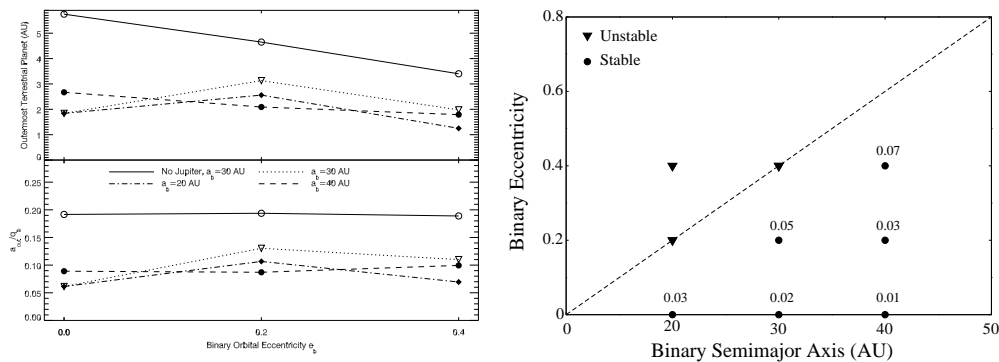 Outermost Terrestrial Planet (AU)
5
4
3
2
1
0
No Jupiter, a_b=30 AU
a_b=30 AU
a_b=20 AU
a_b=40 AU
a_out/q_b
0.25
0.20
0.15
0.10
0.05
0.00
0.0
0.2
0.4
Binary Orbital Eccentricity e_b
Binary Eccentricity
0.8
0.6
0.4
0.2
0
Unstable
Stable
0.07
0.05
0.03
0.03
0.02
0.01
0
20
30
40
50
Binary Semimajor Axis (AU)